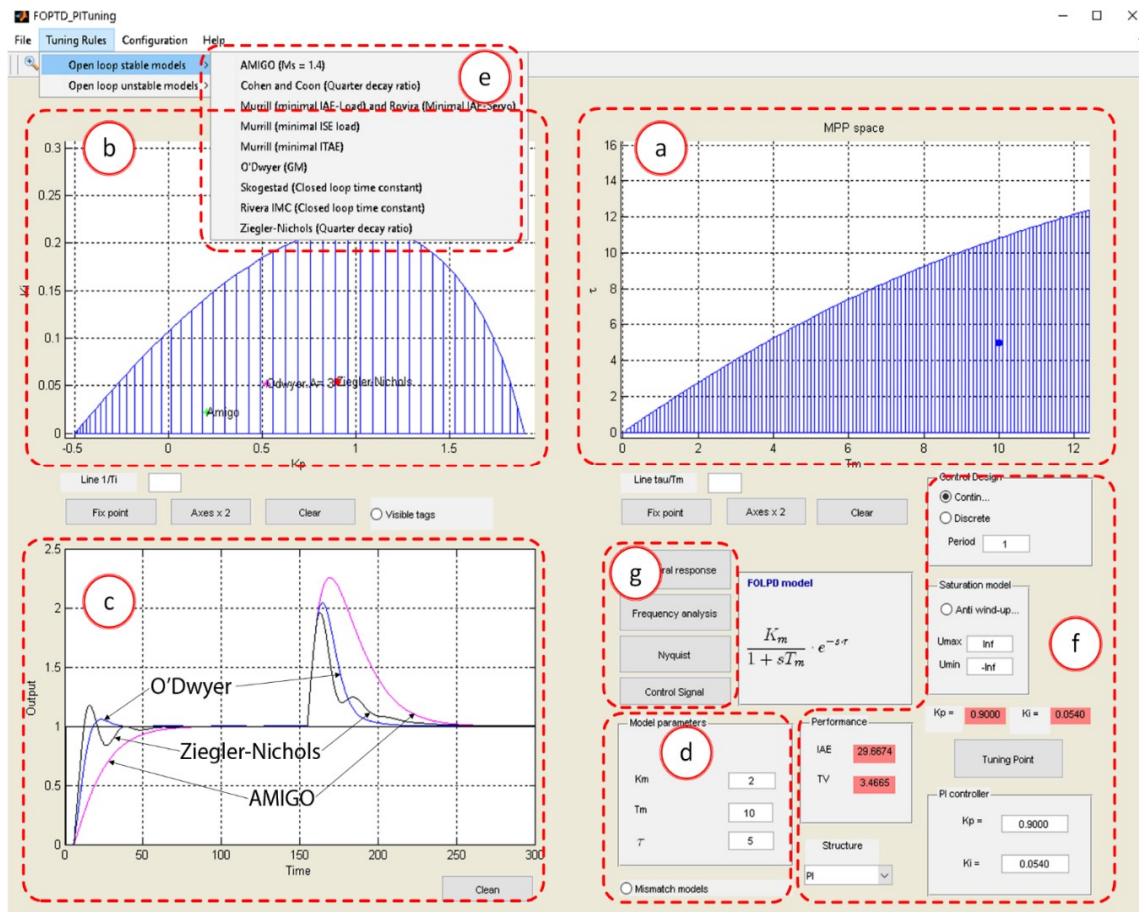 FOPTD_PITuning
File Tuning Rules Configuration Help
Open loop stable models >
Open loop unstable models >
AMIGO (Ms = 1.4)
Cohen and Coon (Quarter decay ratio)
Murrill (minimal IAE-Load) and Rovira (Minimal IAE-Servo)
Murrill (minimal ISE load)
Murrill (minimal ITAE)
O'Dwyer (GM)
Skogestad (Closed loop time constant)
Rivera IMC (Closed loop time constant)
Ziegler-Nichols (Quarter decay ratio)
e
b
0.3
0.25
0.2
0.15
0.1
0.05
0
Amigo
Odwyer A= 3
Ziegler-Nichols
-0.5 0 0.5 1 1.5
Kp
MPP space
a
16
14
12
10
8
6
4
2
0
τ
0 2 4 6 8 10 12
Tm
Line 1/Ti
Fix point Axes x 2 Clear Visible tags
Line tau/Tm
Fix point Axes x 2 Clear
c
2.5
2
1.5
1
0.5
0
Output
O'Dwyer
Ziegler-Nichols
AMIGO
0 50 100 150 200 250 300
Time
Clean
g
ral response
Frequency analysis
Nyquist
Control Signal
FOLPD model
K_m / (1 + sT_m) · e^{-s·τ}
Control Design
Contin...
Discrete
Period 1
Saturation model
Anti wind-up...
Umax Inf
Umin -Inf
f
Kp = 0.9000 Ki = 0.0540
Tuning Point
Model parameters
d
Km 2
Tm 10
τ 5
Mismatch models
Performance
IAE 29.6674
TV 3.4665
Structure
PI
PI controller
Kp = 0.9000
Ki = 0.0540